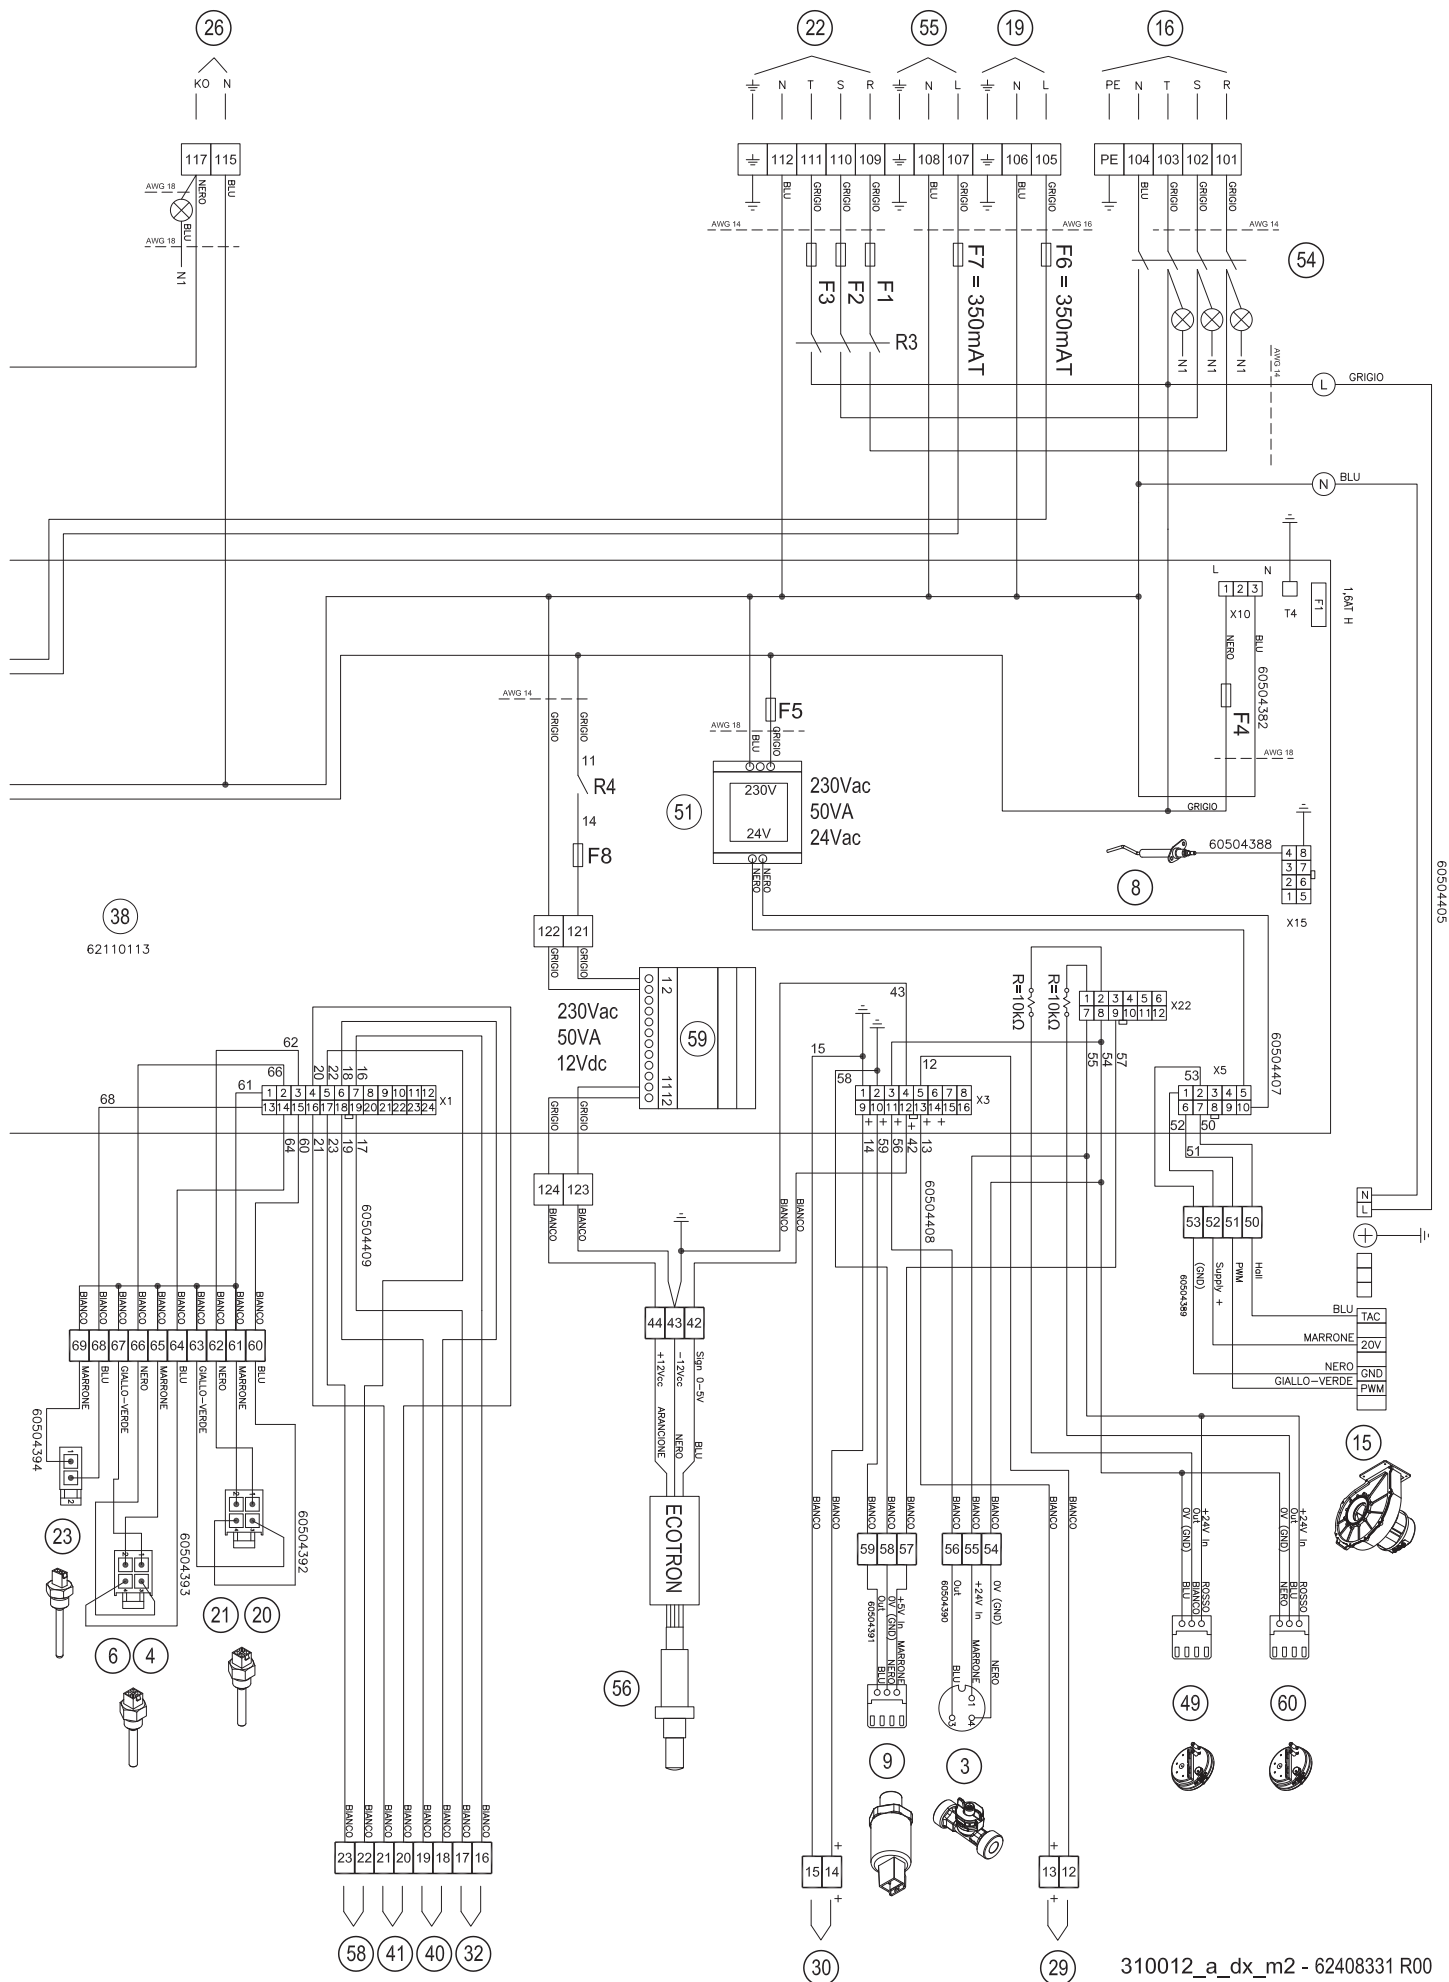 26 22 55 19 16
KO N
N T S R
N L
N L
PE N T S R
117 115
112 111 110 109 108 107 106 105
PE 104 103 102 101
NERO BLU
BLU GRIGIO GRIGIO GRIGIO BLU GRIGIO BLU GRIGIO
BLU GRIGIO GRIGIO GRIGIO
AWG 18
BLU
AWG 18
N1
AWG 14
AWG 16
AWG 14
54
F3 F2 F1
F7 = 350mAT
F6 = 350mAT
R3
N1 N1 N1
AWG 14
L GRIGIO
N BLU
L N
1 2 3
X10
T4
F1
1,6AT H
NERO BLU
60504382
F4
AWG 18
GRIGIO
AWG 14
GRIGIO GRIGIO
11
R4
14
F8
F5
AWG 18
BLU GRIGIO
51
230V
24V
230Vac
50VA
24Vac
NERO NERO
60504388
8
4 8
3 7
2 6
1 5
X15
60504405
38
62110113
122 121
GRIGIO GRIGIO
1 2
59
11 12
230Vac
50VA
12Vdc
GRIGIO GRIGIO
R=10kΩ
R=10kΩ
1 2 3 4 5 6
7 8 9 10 11 12
X22
55 54 57
60504407
43
15
58
12
1 2 3 4 5 6 7 8
9 10 11 12 13 14 15 16
X3
+ + + + + +
14 59 56 42 13
60504408
53
X5
1 2 3 4 5
6 7 8 9 10
52 50
51
62
66
61
68
20 22 18 16
1 2 3 4 5 6 7 8 9 10 11 12
13 14 15 16 17 18 19 20 21 22 23 24
X1
64 60 21 23 19 17
60504409
124 123
BIANCO BIANCO
BIANCO BIANCO
N
L
53 52 51 50
60504389
(GND)
Supply +
PWM
Hall
BLU TAC
MARRONE 20V
NERO GND
GIALLO-VERDE PWM
15
BIANCO BIANCO BIANCO BIANCO BIANCO BIANCO BIANCO BIANCO BIANCO BIANCO
69 68 67 66 65 64 63 62 61 60
MARRONE BLU GIALLO-VERDE NERO MARRONE BLU GIALLO-VERDE NERO MARRONE BLU
60504394
1
2
23
60504393
60504392
6 4
21 20
44 43 42
+12Vcc
-12Vcc
Sign 0-5V
ARANCIONE NERO BLU
ECOTRON
56
BIANCO BIANCO
BIANCO BIANCO BIANCO
BIANCO BIANCO BIANCO
BIANCO BIANCO
59 58 57
56 55 54
60504391
Out
0V (GND)
+5V In
BLU NERO MARRONE
60504390
Out
+24V In
0V (GND)
BLU MARRONE NERO
1
3 4
9
3
0V (GND)
Out
+24V In
BLU BIANCO ROSSO
0V (GND)
Out
+24V In
NERO BLU ROSSO
49 60
BIANCO BIANCO BIANCO BIANCO BIANCO BIANCO BIANCO BIANCO
23 22 21 20 19 18 17 16
58 41 40 32
+
15 14
+
30
+
13 12
+
29
310012_a_dx_m2 - 62408331 R00